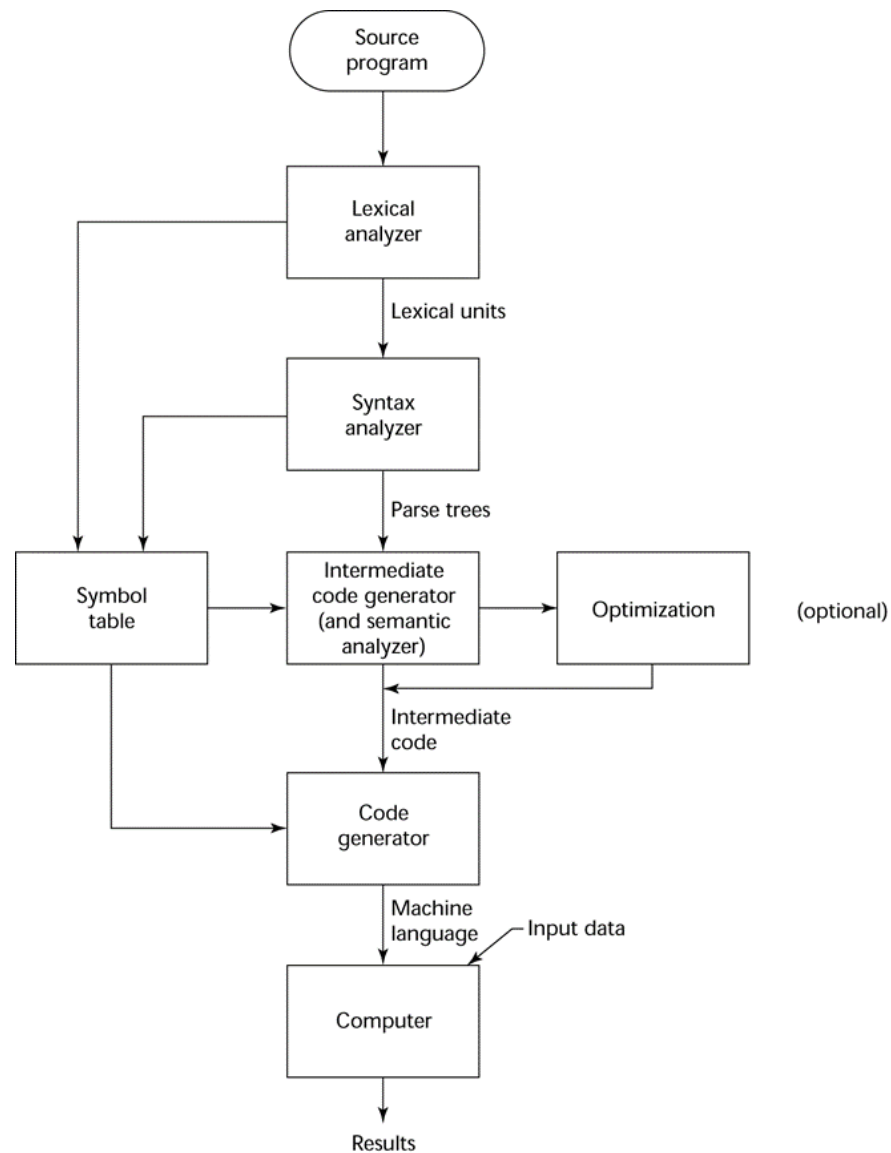 Source
program
Lexical
analyzer
Lexical units
Syntax
analyzer
Parse trees
Symbol
table
Intermediate
code generator
(and semantic
analyzer)
Optimization
(optional)
Intermediate
code
Code
generator
Machine
language
Input data
Computer
Results